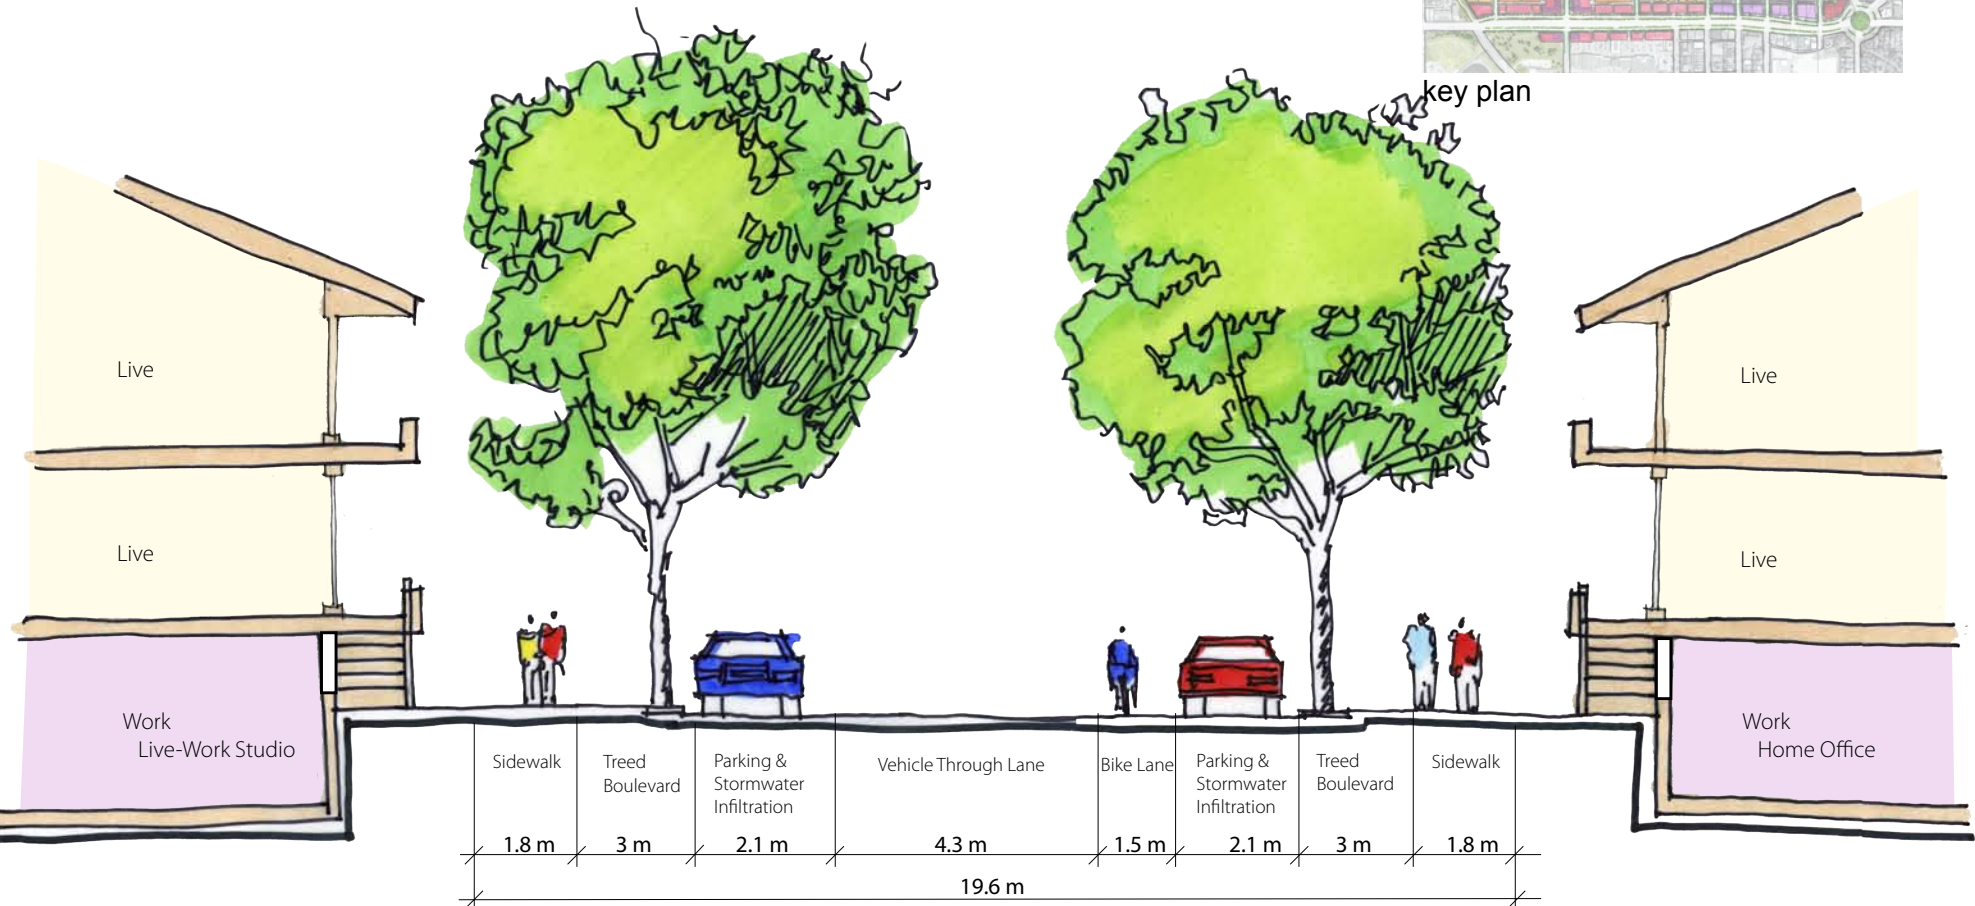 key plan
Live
Live
Live
Live
Work
Live-Work Studio
Work
Home Office
Sidewalk
Treed
Boulevard
Parking &
Stormwater
Infiltration
Vehicle Through Lane
Bike Lane
Parking &
Stormwater
Infiltration
Treed
Boulevard
Sidewalk
1.8 m
3 m
2.1 m
4.3 m
1.5 m
2.1 m
3 m
1.8 m
19.6 m